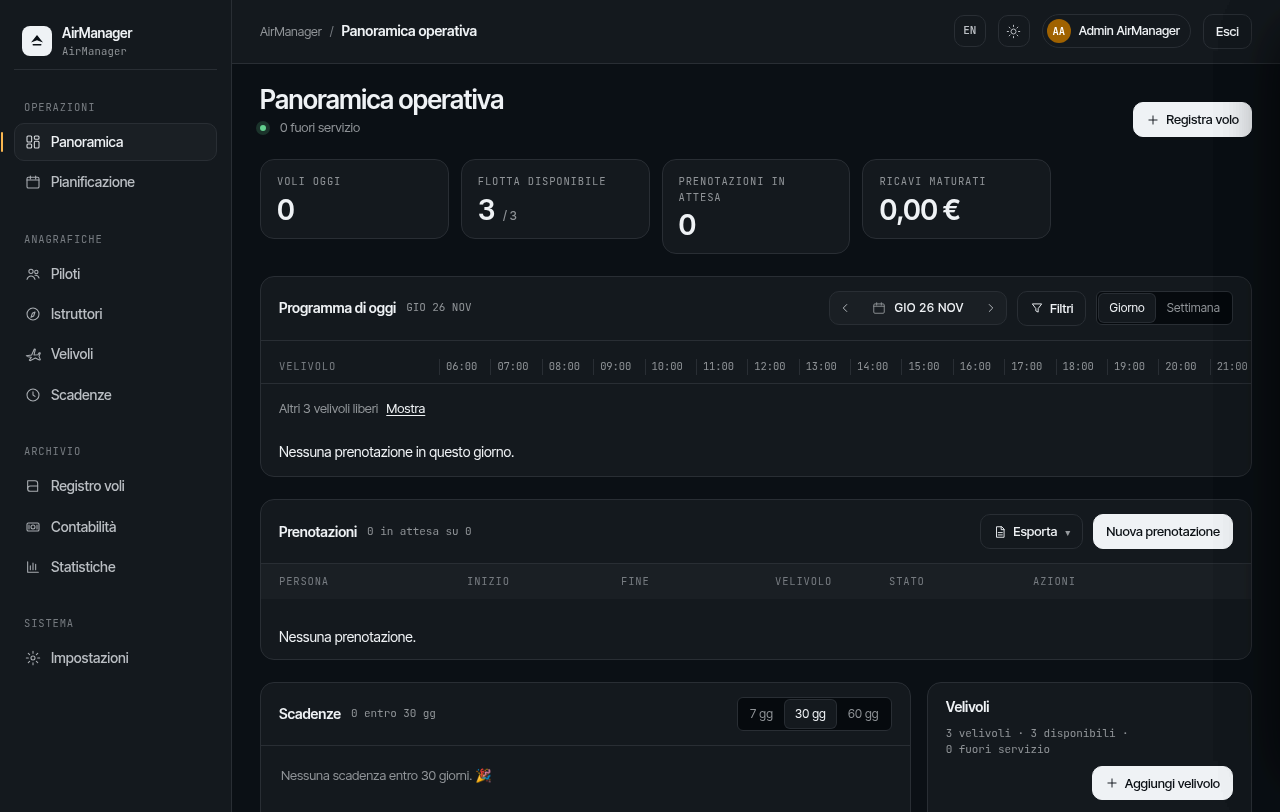 AirManager
AirManager
OPERAZIONI
Panoramica
Pianificazione
ANAGRAFICHE
Piloti
Istruttori
Velivoli
Scadenze
ARCHIVIO
Registro voli
Contabilità
Statistiche
SISTEMA
Impostazioni
AirManager / Panoramica operativa
EN
AA Admin AirManager
Esci
Panoramica operativa
0 fuori servizio
+ Registra volo
VOLI OGGI
0
FLOTTA DISPONIBILE
3 / 3
PRENOTAZIONI IN
ATTESA
0
RICAVI MATURATI
0,00 €
Programma di oggi GIO 26 NOV
GIO 26 NOV
Filtri
Giorno Settimana
VELIVOLO 06:00 07:00 08:00 09:00 10:00 11:00 12:00 13:00 14:00 15:00 16:00 17:00 18:00 19:00 20:00 21:00
Altri 3 velivoli liberi Mostra
Nessuna prenotazione in questo giorno.
Prenotazioni 0 in attesa su 0
Esporta ▾
Nuova prenotazione
PERSONA INIZIO FINE VELIVOLO STATO AZIONI
Nessuna prenotazione.
Scadenze 0 entro 30 gg
7 gg 30 gg 60 gg
Nessuna scadenza entro 30 giorni. 🎉
Velivoli
3 velivoli · 3 disponibili ·
0 fuori servizio
+ Aggiungi velivolo